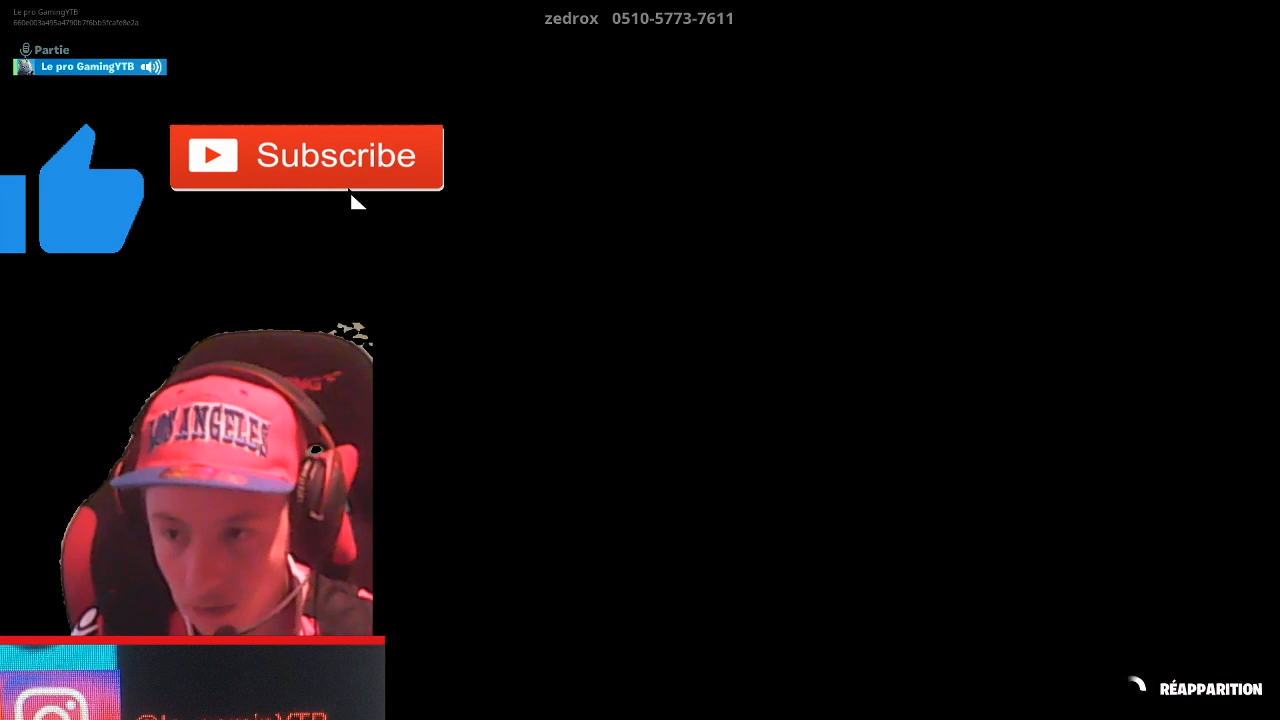 Le pro GamingYTB
zedrox 0510-5773-7611
Partie
Le pro GamingYTB
Subscribe
LOS ANGELES
RÉAPPARITION